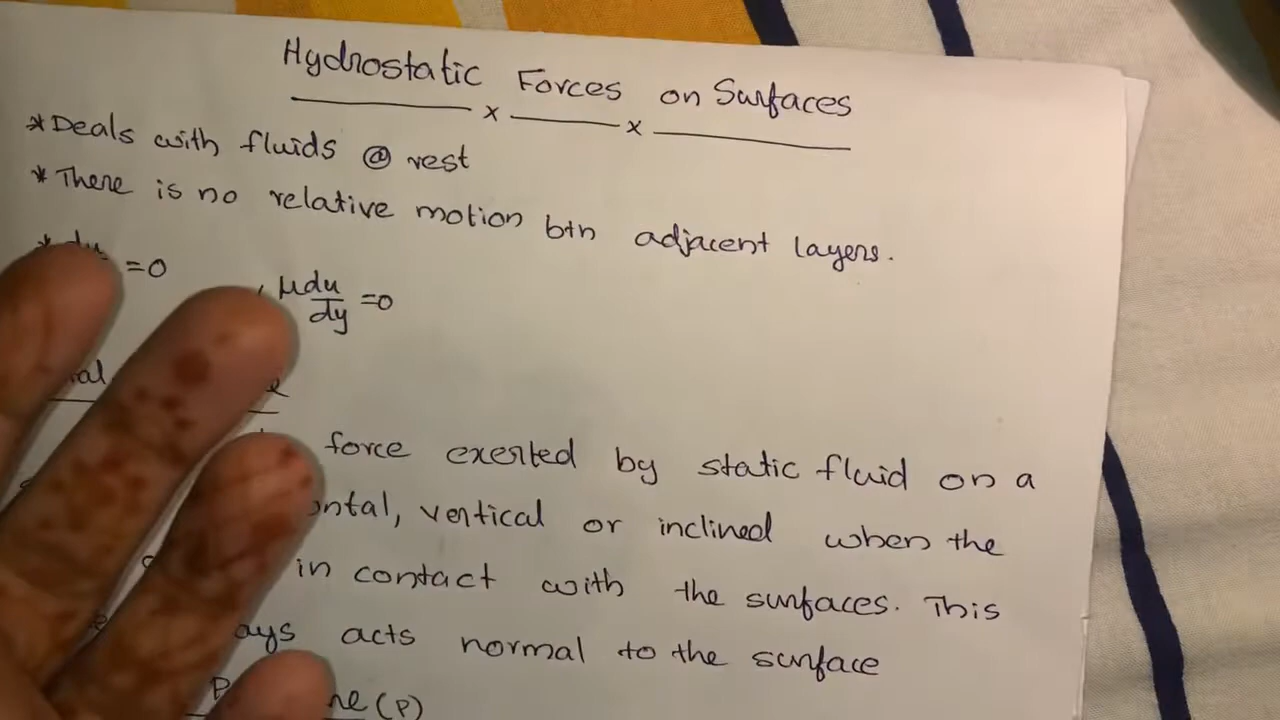 Hydrostatic Forces on Surfaces
* Deals with fluids @ rest
* There is no relative motion btn adjacent layers.
=0 μdu/dy =0
force exerted by static fluid on a
vertical or inclined when the
in contact with the surfaces. This
acts normal to the surface
(P)